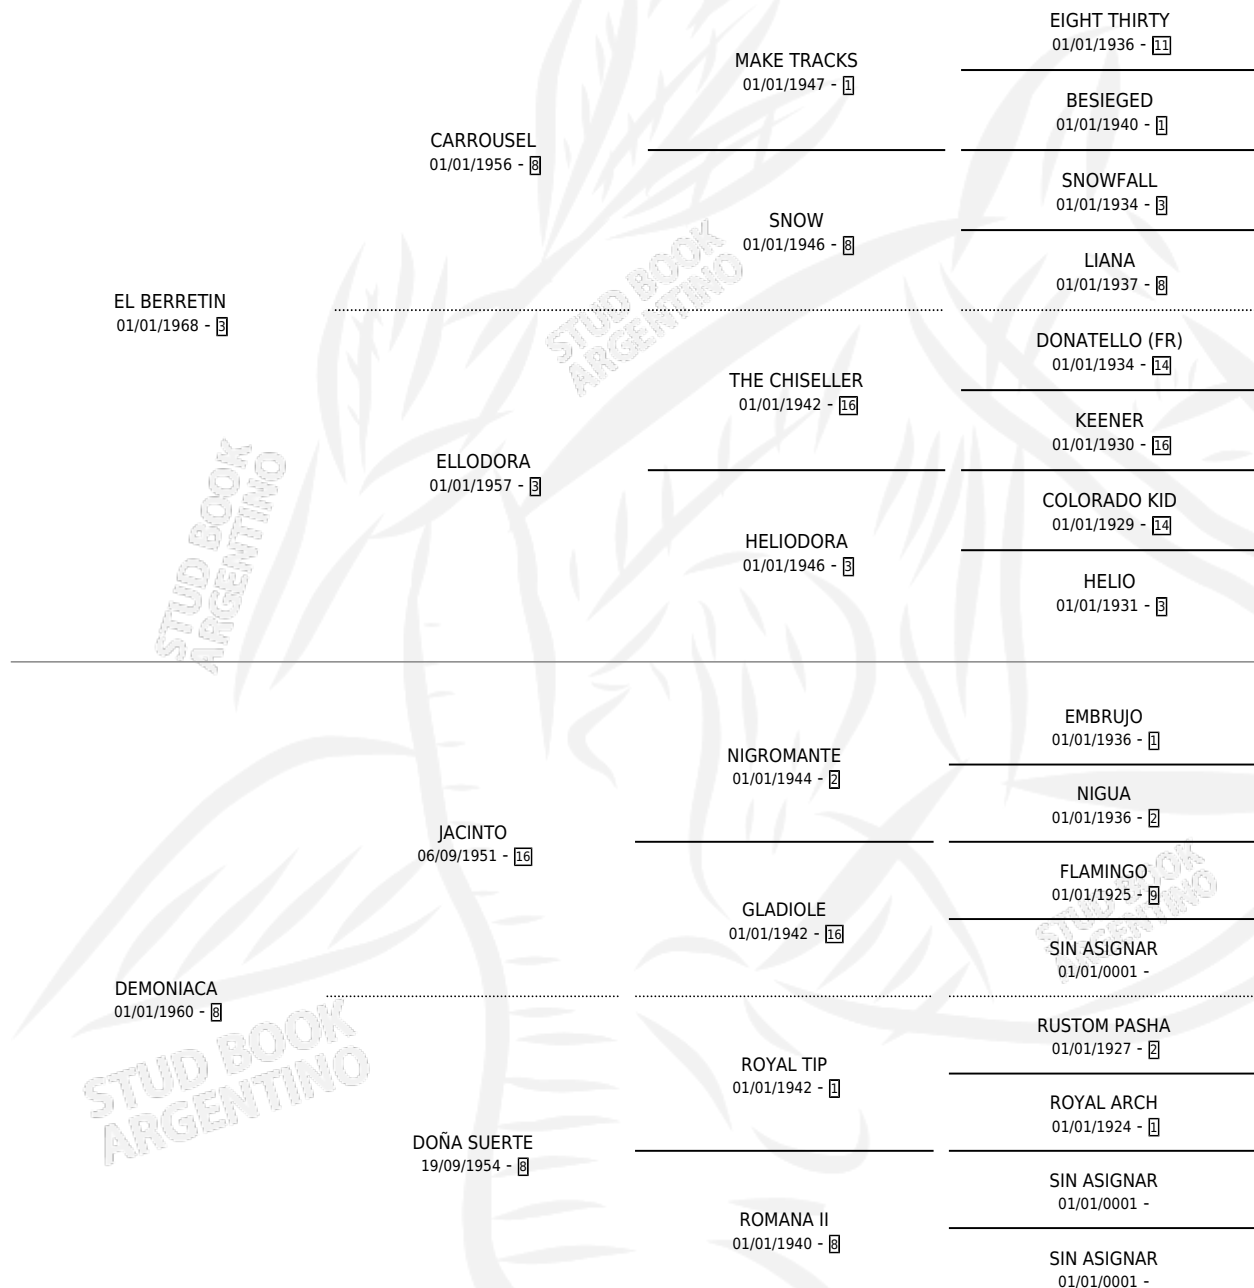 EL BERRETIN
01/01/1968 - 3
CARROUSEL
01/01/1956 - 8
ELLODORA
01/01/1957 - 3
MAKE TRACKS
01/01/1947 - 1
SNOW
01/01/1946 - 8
THE CHISELLER
01/01/1942 - 16
HELIODORA
01/01/1946 - 3
EIGHT THIRTY
01/01/1936 - 11
BESIEGED
01/01/1940 - 1
SNOWFALL
01/01/1934 - 3
LIANA
01/01/1937 - 8
DONATELLO (FR)
01/01/1934 - 14
KEENER
01/01/1930 - 16
COLORADO KID
01/01/1929 - 14
HELIO
01/01/1931 - 3
DEMONIACA
01/01/1960 - 8
JACINTO
06/09/1951 - 16
DOÑA SUERTE
19/09/1954 - 8
NIGROMANTE
01/01/1944 - 2
GLADIOLE
01/01/1942 - 16
ROYAL TIP
01/01/1942 - 1
ROMANA II
01/01/1940 - 8
EMBRUJO
01/01/1936 - 1
NIGUA
01/01/1936 - 2
FLAMINGO
01/01/1925 - 9
SIN ASIGNAR
01/01/0001 -
RUSTOM PASHA
01/01/1927 - 2
ROYAL ARCH
01/01/1924 - 1
SIN ASIGNAR
01/01/0001 -
SIN ASIGNAR
01/01/0001 -
STUD BOOK
ARGENTINO
STUD BOOK
ARGENTINO
STUD BOOK
ARGENTINO
STUD BOOK
ARGENTINO